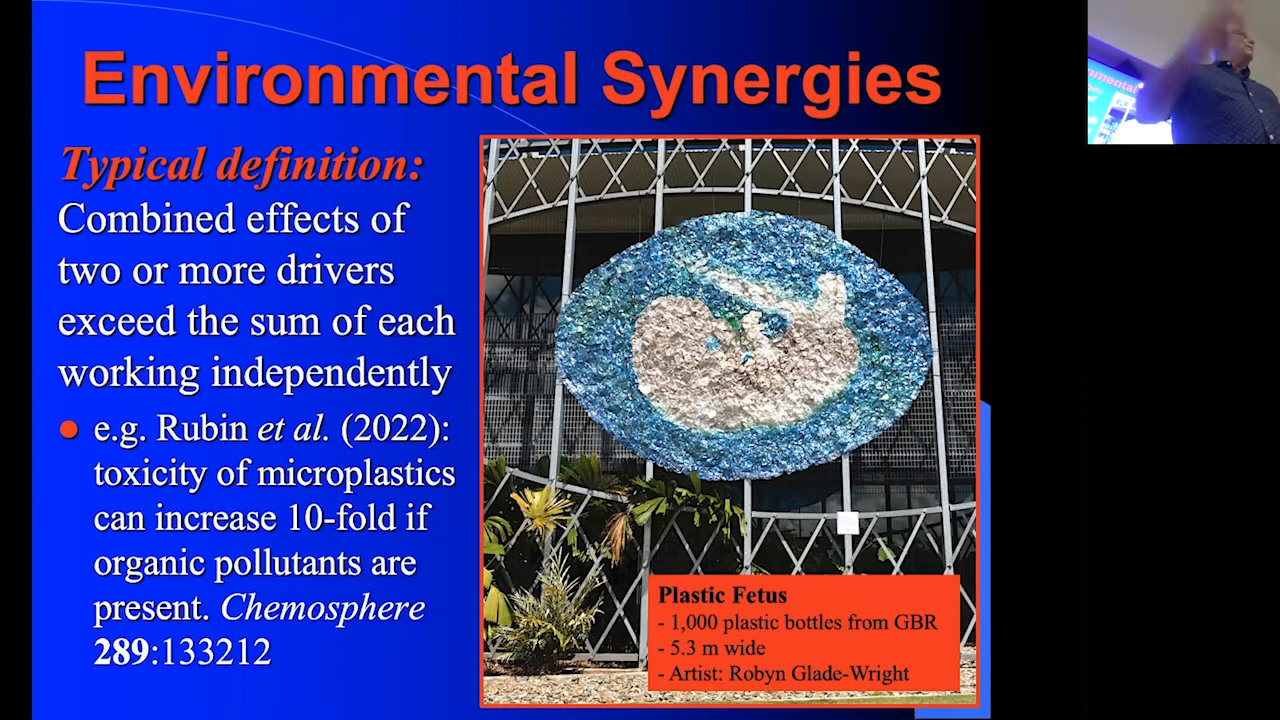 Environmental Synergies
Typical definition:
Combined effects of
two or more drivers
exceed the sum of each
working independently
e.g. Rubin et al. (2022):
toxicity of microplastics
can increase 10-fold if
organic pollutants are
present. Chemosphere
289:133212
Plastic Fetus
- 1,000 plastic bottles from GBR
- 5.3 m wide
- Artist: Robyn Glade-Wright